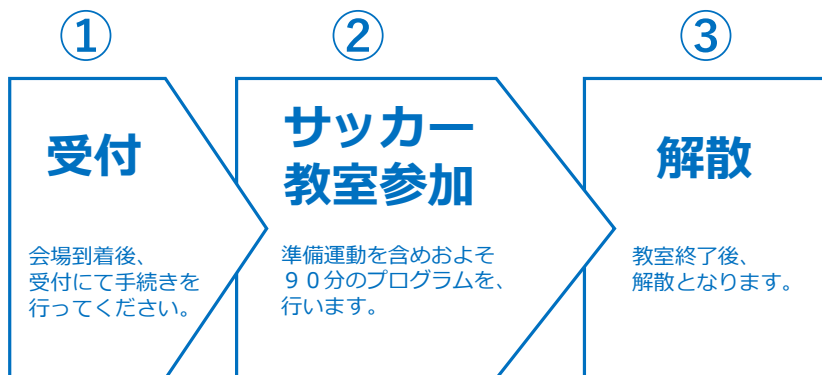 ①
受付
会場到着後、
受付にて手続きを
行ってください。
②
サッカー
教室参加
準備運動を含めおよそ
９０分のプログラムを、
行います。
③
解散
教室終了後、
解散となります。